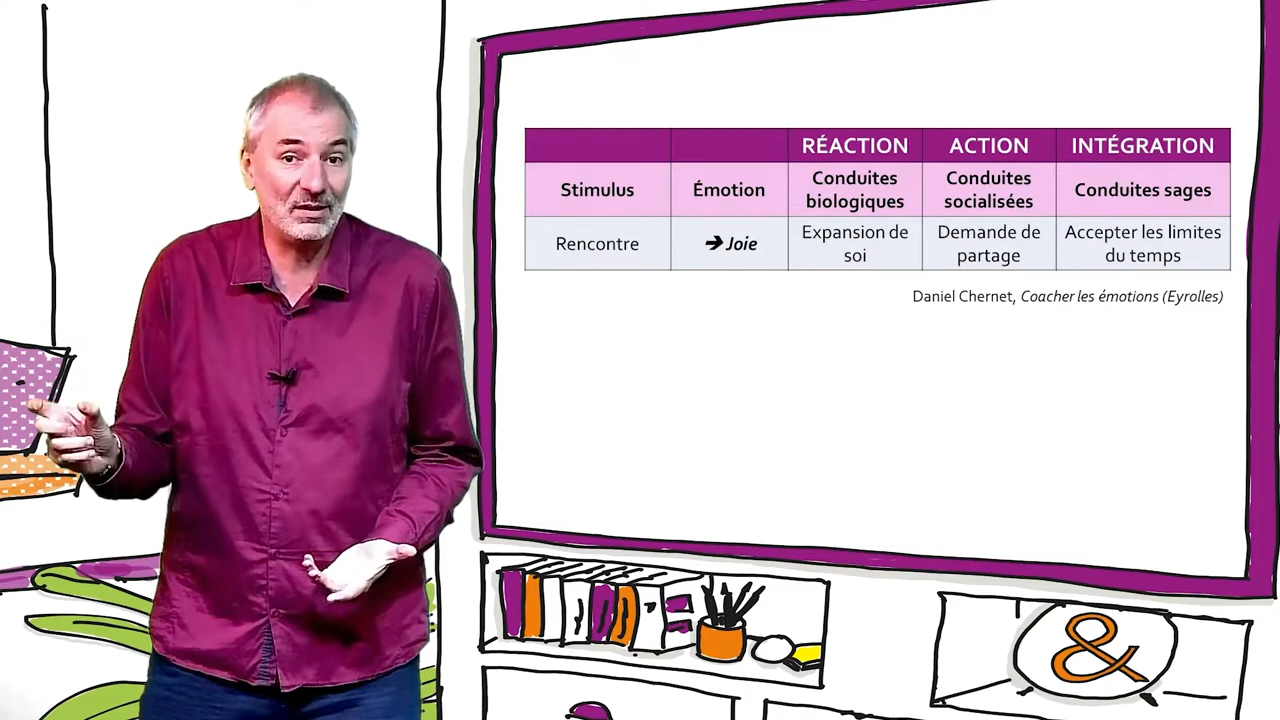 RÉACTION ACTION INTÉGRATION
Stimulus Émotion Conduites biologiques Conduites socialisées Conduites sages
Rencontre ➔ Joie Expansion de soi Demande de partage Accepter les limites du temps
Daniel Chernet, Coacher les émotions (Eyrolles)
&